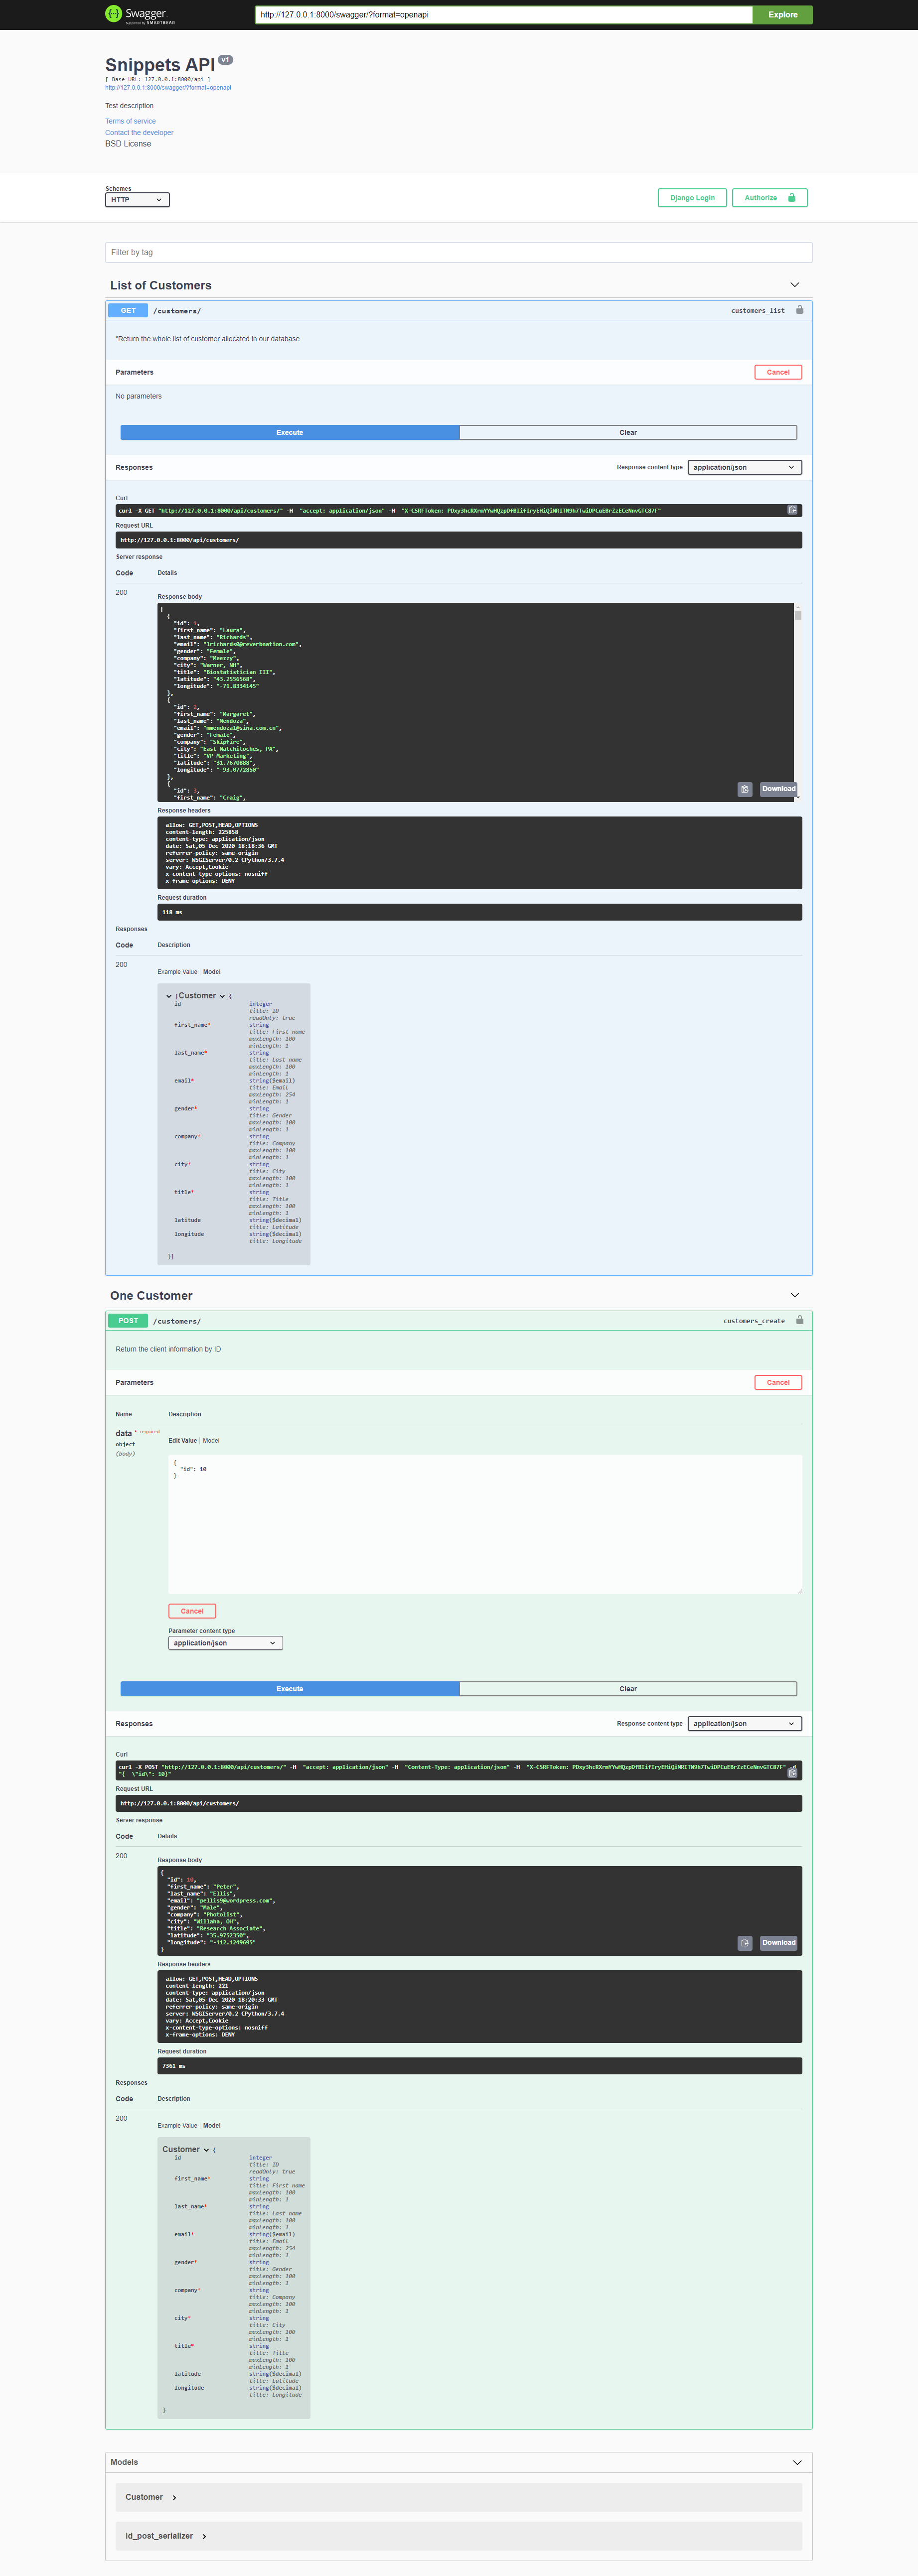 Swagger
Supported by SMARTBEAR
http://127.0.0.1:8000/swagger/?format=openapi
Explore
Snippets API v1
[ Base URL: 127.0.0.1:8000/api ]
http://127.0.0.1:8000/swagger/?format=openapi
Test description
Terms of service
Contact the developer
BSD License
Schemes
HTTP
Django Login
Authorize
Filter by tag
List of Customers
GET /customers/ customers_list
"Return the whole list of customer allocated in our database
Parameters
Cancel
No parameters
Execute
Clear
Responses
Response content type application/json
Curl
curl -X GET "http://127.0.0.1:8000/api/customers/" -H "accept: application/json" -H "X-CSRFToken:
Request URL
http://127.0.0.1:8000/api/customers/
Server response
Code Details
200
Response body
[
{
"id": 1,
"first_name": "Laura",
"last_name": "Richards",
"email": "lrichards0@reverbnation.com",
"gender": "Female",
"company": "Meezzy",
"city": "Warner, NH",
"title": "Biostatistician III",
"latitude": "43.2556568",
"longitude": "-71.8334145"
},
{
"id": 2,
"first_name": "Margaret",
"last_name": "Mendoza",
"email": "mmendoza1@sina.com.cn",
"gender": "Female",
"company": "Skipfire",
"city": "East Natchitoches, PA",
"title": "VP Marketing",
"latitude": "31.7670888",
"longitude": "-93.0772850"
},
{
"id": 3,
"first_name": "Craig",
Download
Response headers
allow: GET,POST,HEAD,OPTIONS
content-length: 225858
content-type: application/json
date: Sat,05 Dec 2020 18:18:36 GMT
referrer-policy: same-origin
server: WSGIServer/0.2 CPython/3.7.4
vary: Accept,Cookie
x-content-type-options: nosniff
x-frame-options: DENY
Request duration
118 ms
Responses
Code Description
200
Example Value Model
[Customer {
id integer
title: ID
readOnly: true
first_name* string
title: First name
maxLength: 100
minLength: 1
last_name* string
title: Last name
maxLength: 100
minLength: 1
email* string($email)
title: Email
maxLength: 254
minLength: 1
gender* string
title: Gender
maxLength: 100
minLength: 1
company* string
title: Company
maxLength: 100
minLength: 1
city* string
title: City
maxLength: 100
minLength: 1
title* string
title: Title
maxLength: 100
minLength: 1
latitude string($decimal)
title: Latitude
longitude string($decimal)
title: Longitude
}]
One Customer
POST /customers/ customers_create
Return the client information by ID
Parameters
Cancel
Name Description
data * required
object
(body)
Edit Value Model
{
"id": 10
}
Cancel
Parameter content type
application/json
Execute
Clear
Responses
Response content type application/json
Curl
curl -X POST "http://127.0.0.1:8000/api/customers/" -H "accept: application/json" -H "Content-Type: application/json" -H "X-CSRFToken:
"{ \"id\": 10}"
Request URL
http://127.0.0.1:8000/api/customers/
Server response
Code Details
200
Response body
{
"id": 10,
"first_name": "Peter",
"last_name": "Ellis",
"email": "pellis9@wordpress.com",
"gender": "Male",
"company": "Photolist",
"city": "Willaha, OH",
"title": "Research Associate",
"latitude": "35.9752350",
"longitude": "-112.1249695"
}
Download
Response headers
allow: GET,POST,HEAD,OPTIONS
content-length: 221
content-type: application/json
date: Sat,05 Dec 2020 18:20:33 GMT
referrer-policy: same-origin
server: WSGIServer/0.2 CPython/3.7.4
vary: Accept,Cookie
x-content-type-options: nosniff
x-frame-options: DENY
Request duration
7361 ms
Responses
Code Description
200
Example Value Model
Customer {
id integer
title: ID
readOnly: true
first_name* string
title: First name
maxLength: 100
minLength: 1
last_name* string
title: Last name
maxLength: 100
minLength: 1
email* string($email)
title: Email
maxLength: 254
minLength: 1
gender* string
title: Gender
maxLength: 100
minLength: 1
company* string
title: Company
maxLength: 100
minLength: 1
city* string
title: City
maxLength: 100
minLength: 1
title* string
title: Title
maxLength: 100
minLength: 1
latitude string($decimal)
title: Latitude
longitude string($decimal)
title: Longitude
}
Models
Customer
id_post_serializer